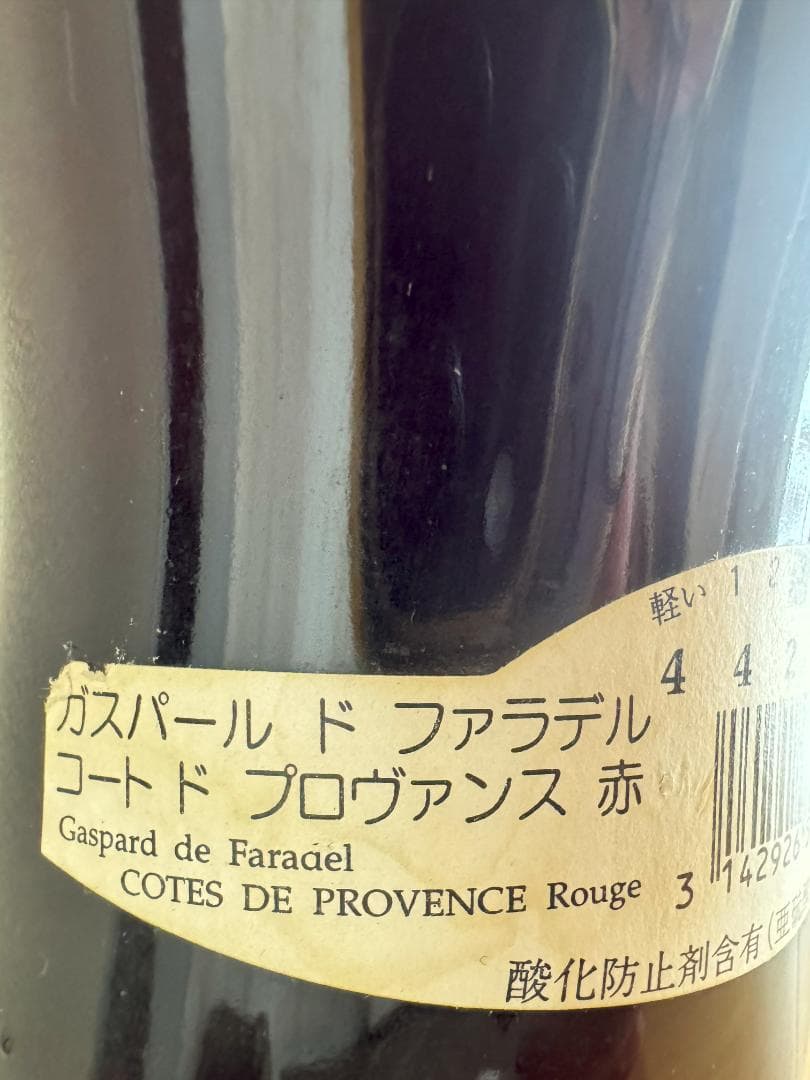 軽い 1 2
4 4 2
ガスパール ド ファラデル
コート ド プロヴァンス 赤
Gaspard de Faradel
COTES DE PROVENCE Rouge
3 142926
酸化防止剤含有(亜